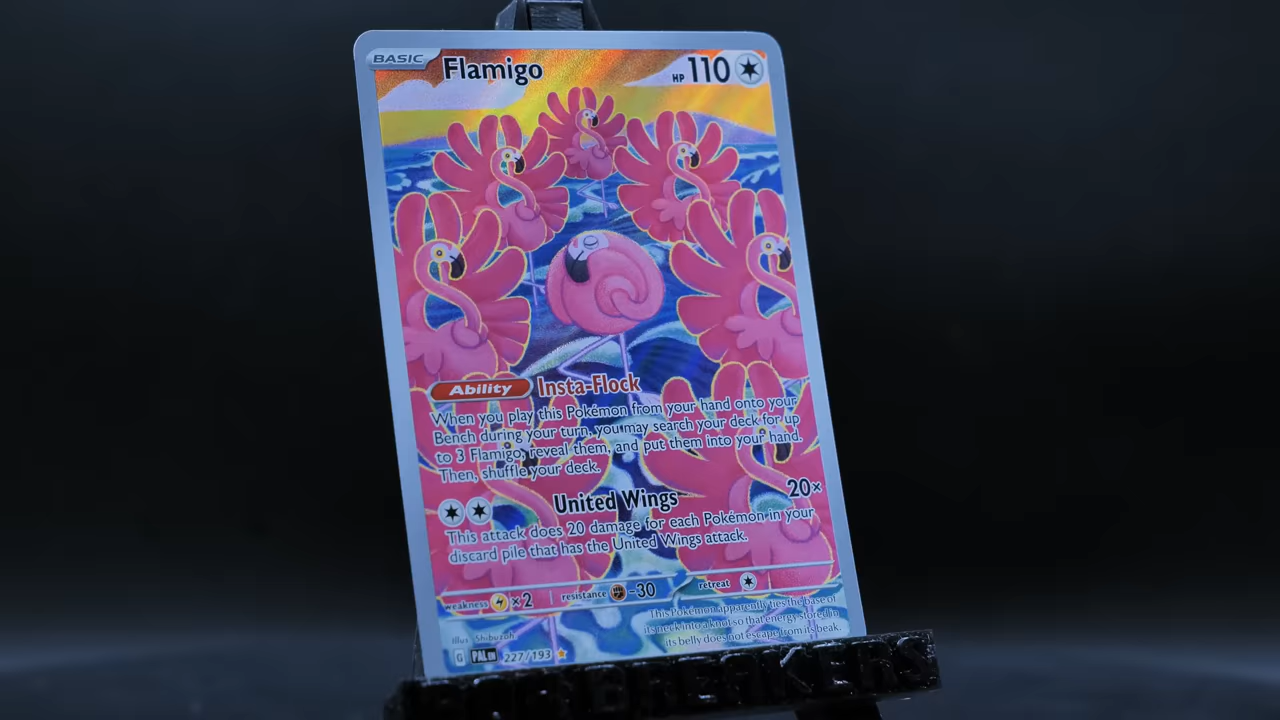 BASIC Flamigo HP 110
Ability Insta-Flock
When you play this Pokémon from your hand onto your
Bench during your turn, you may search your deck for up
to 3 Flamigo, reveal them, and put them into your hand.
Then, shuffle your deck.
United Wings 20×
This attack does 20 damage for each Pokémon in your
discard pile that has the United Wings attack.
weakness ×2 resistance -30 retreat
This Pokémon apparently ties the base of
its neck into a knot so that energy stored in
its belly does not escape from its beak.
Illus. Shibuzoh.
G PAL EN 227/193
BREAKERS